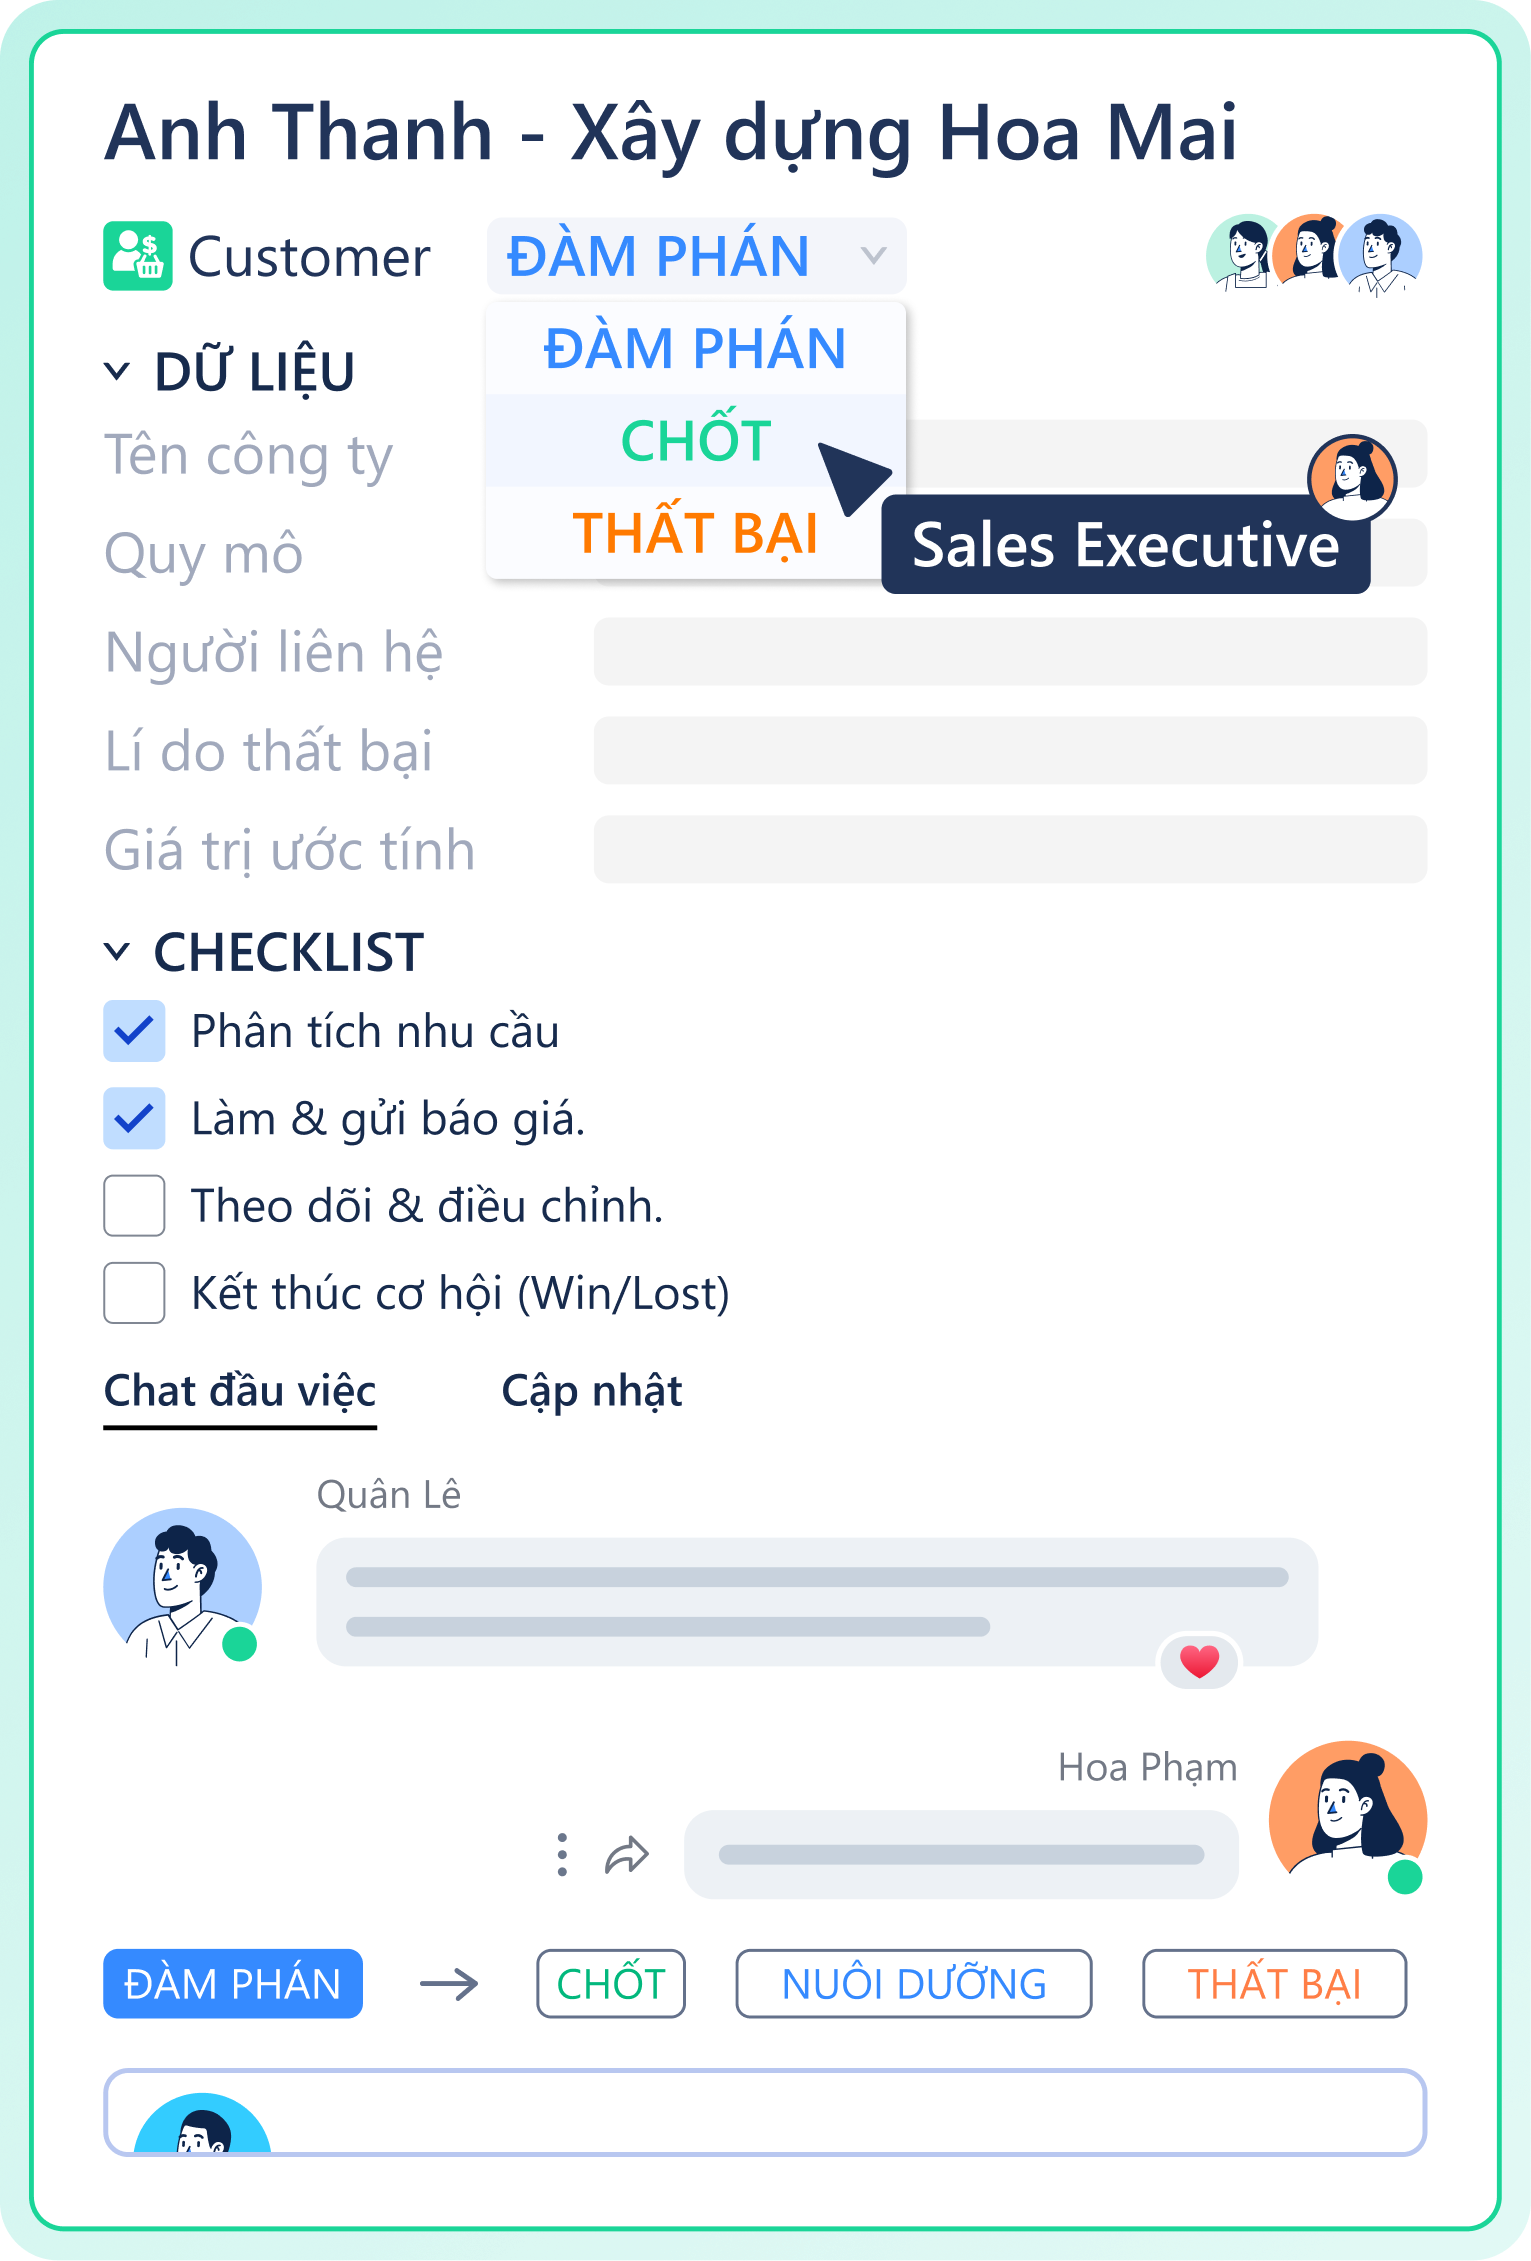 Anh Thanh - Xây dựng Hoa Mai
Customer
ĐÀM PHÁN
ĐÀM PHÁN
CHỐT
THẤT BẠI
Sales Executive
DỮ LIỆU
Tên công ty
Quy mô
Người liên hệ
Lí do thất bại
Giá trị ước tính
CHECKLIST
Phân tích nhu cầu
Làm & gửi báo giá.
Theo dõi & điều chỉnh.
Kết thúc cơ hội (Win/Lost)
Chat đầu việc
Cập nhật
Quân Lê
Hoa Phạm
ĐÀM PHÁN
CHỐT
NUÔI DƯỠNG
THẤT BẠI